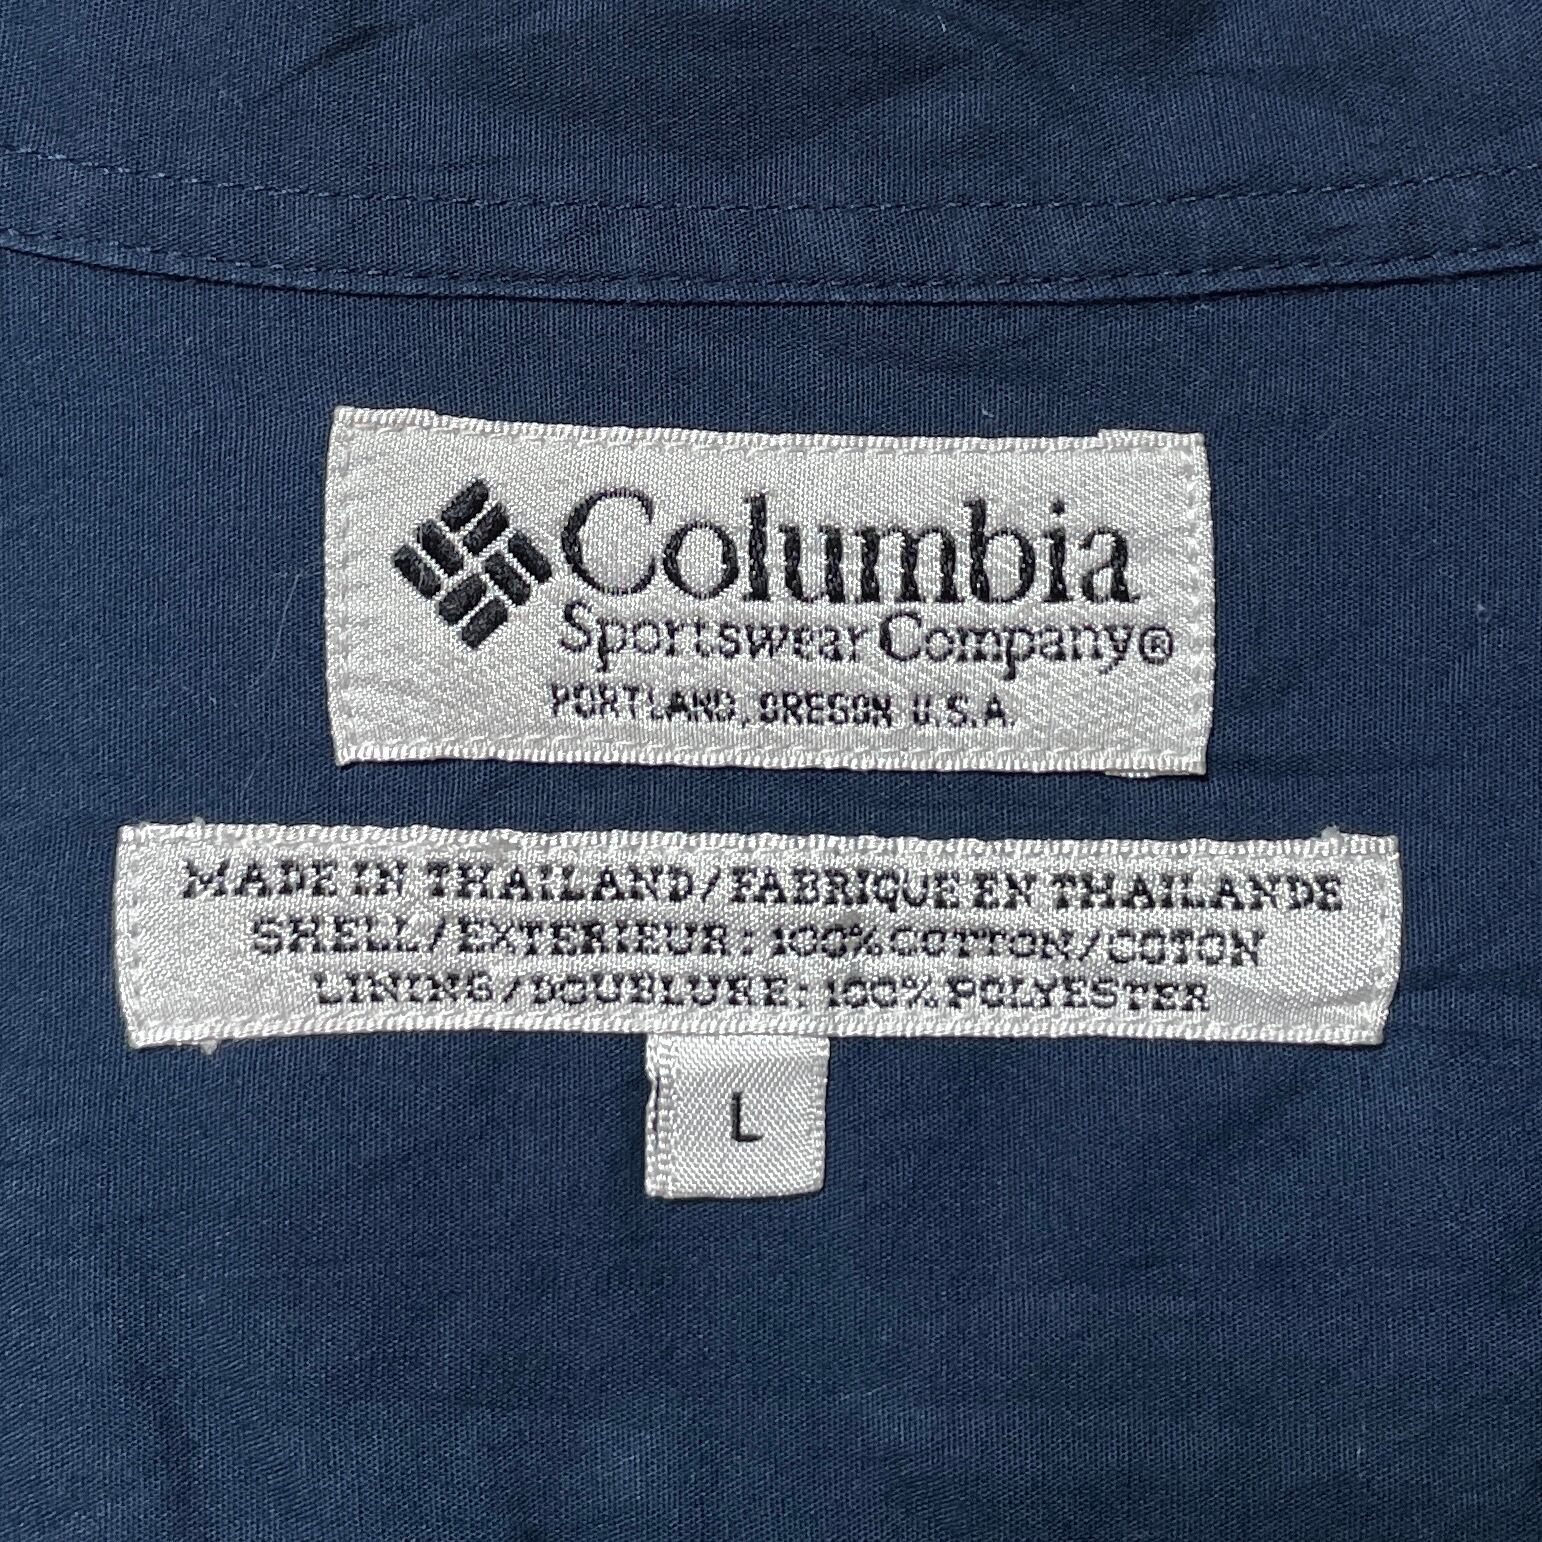 Columbia
Sportswear Company®
PORTLAND, OREGON U.S.A.
MADE IN THAILAND/FABRIQUE EN THAILANDE
SHELL/EXTERIEUR: 100% COTTON/COTON
LINING/DOUBLURE: 100% POLYESTER
L